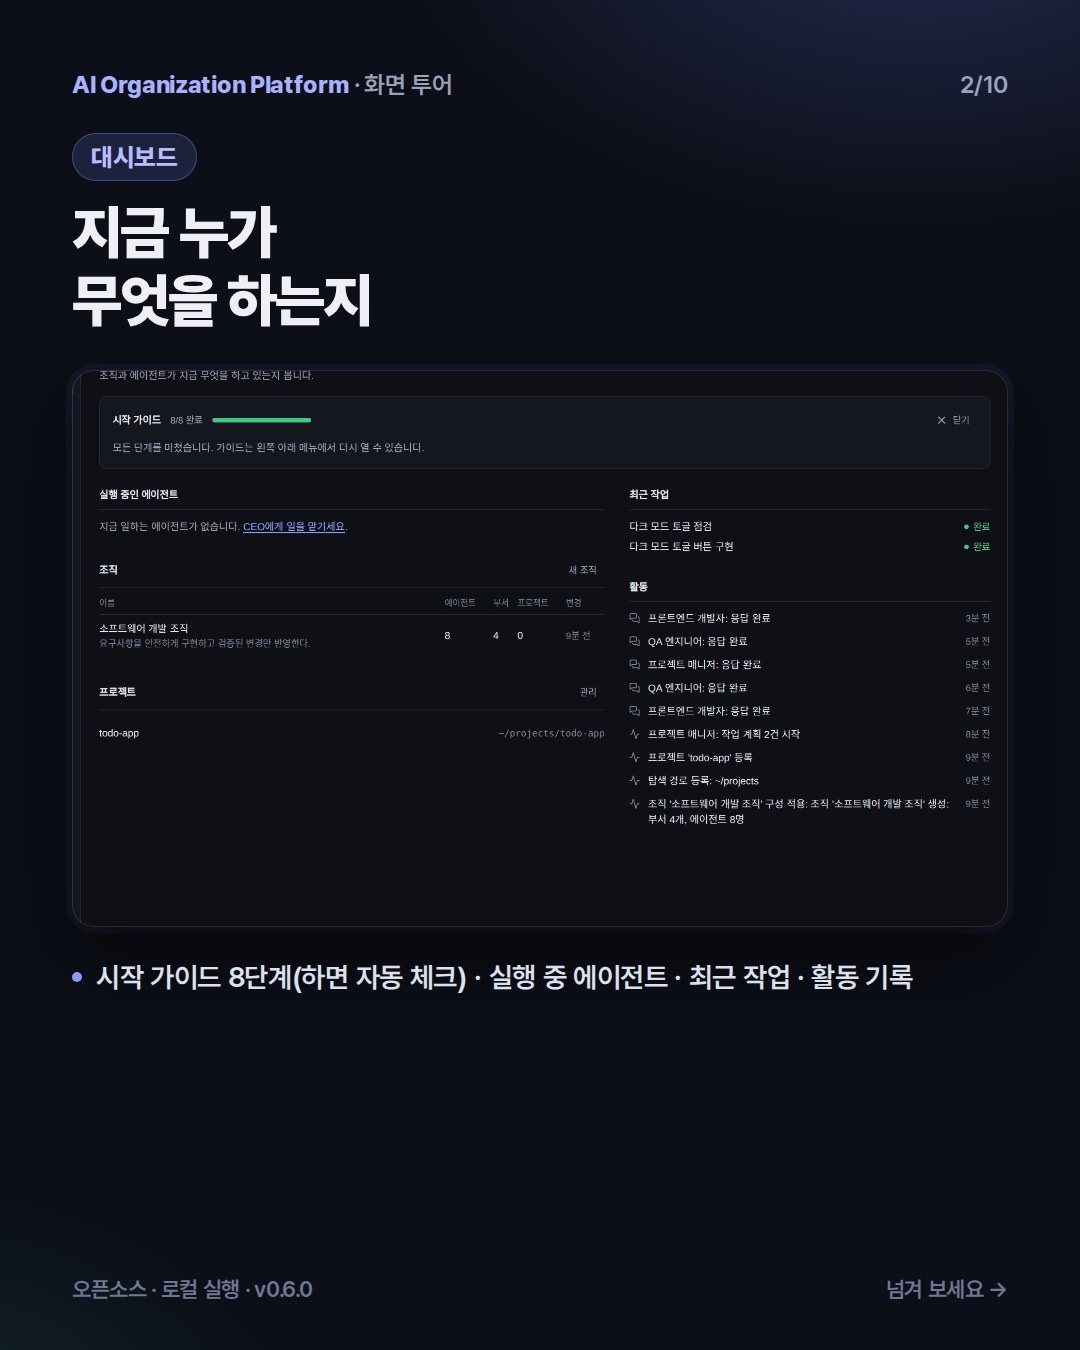 AI Organization Platform · 화면 투어
2/10
대시보드
지금 누가
무엇을 하는지
조직과 에이전트가 지금 무엇을 하고 있는지 봅니다.
시작 가이드 8/8 완료
닫기
모든 단계를 마쳤습니다. 가이드는 왼쪽 아래 메뉴에서 다시 열 수 있습니다.
실행 중인 에이전트
지금 일하는 에이전트가 없습니다. CEO에게 일을 맡기세요.
조직
새 조직
이름 에이전트 부서 프로젝트 변경
소프트웨어 개발 조직
요구사항을 안전하게 구현하고 검증된 변경만 반영한다.
8 4 0 9분 전
프로젝트
관리
todo-app ~/projects/todo-app
최근 작업
다크 모드 토글 점검 완료
다크 모드 토글 버튼 구현 완료
활동
프론트엔드 개발자: 응답 완료 3분 전
QA 엔지니어: 응답 완료 5분 전
프로젝트 매니저: 응답 완료 5분 전
QA 엔지니어: 응답 완료 6분 전
프론트엔드 개발자: 응답 완료 7분 전
프로젝트 매니저: 작업 계획 2건 시작 8분 전
프로젝트 'todo-app' 등록 9분 전
탐색 경로 등록: ~/projects 9분 전
조직 '소프트웨어 개발 조직' 구성 적용: 조직 '소프트웨어 개발 조직' 생성: 9분 전
부서 4개, 에이전트 8명
시작 가이드 8단계(하면 자동 체크) · 실행 중 에이전트 · 최근 작업 · 활동 기록
오픈소스 · 로컬 실행 · v0.6.0
넘겨 보세요 →